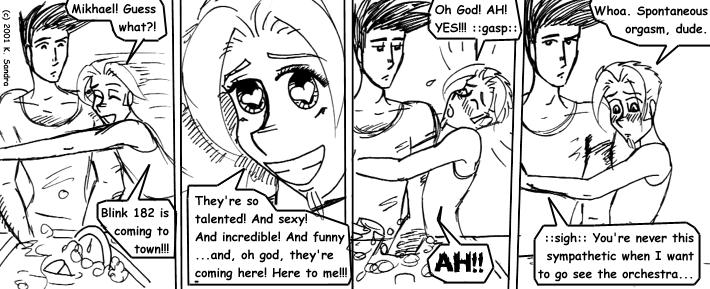 (c) 2001 K. Sandra
Mikhael! Guess
what?!
Blink 182 is
coming to
town!!!
They're so
talented! And sexy!
And incredible! And funny
...and, oh god, they're
coming here! Here to me!!!
Oh God! AH!
YES!!! ::gasp::
AH!!
Whoa. Spontaneous
orgasm, dude.
::sigh:: You're never this
sympathetic when I want
to go see the orchestra...